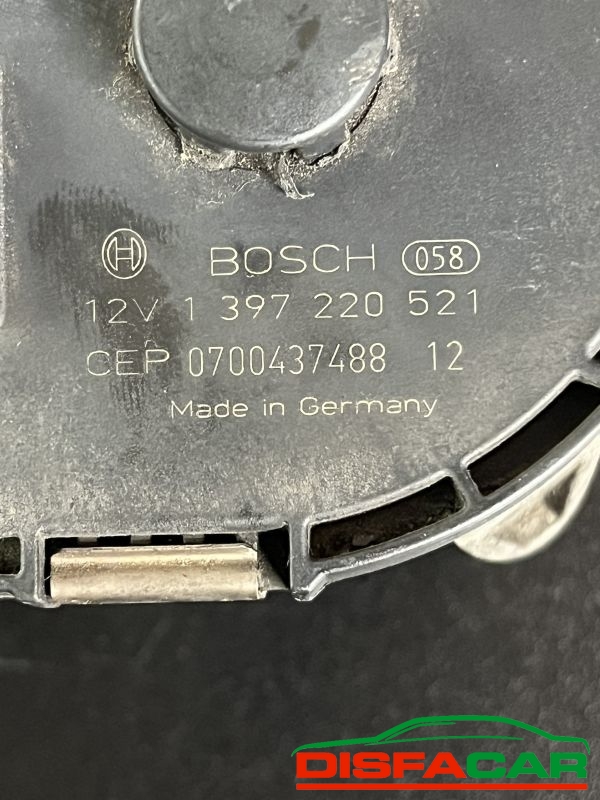 BOSCH 058
12V 1 397 220 521
CEP 0700437488 12
Made in Germany
DISFACAR